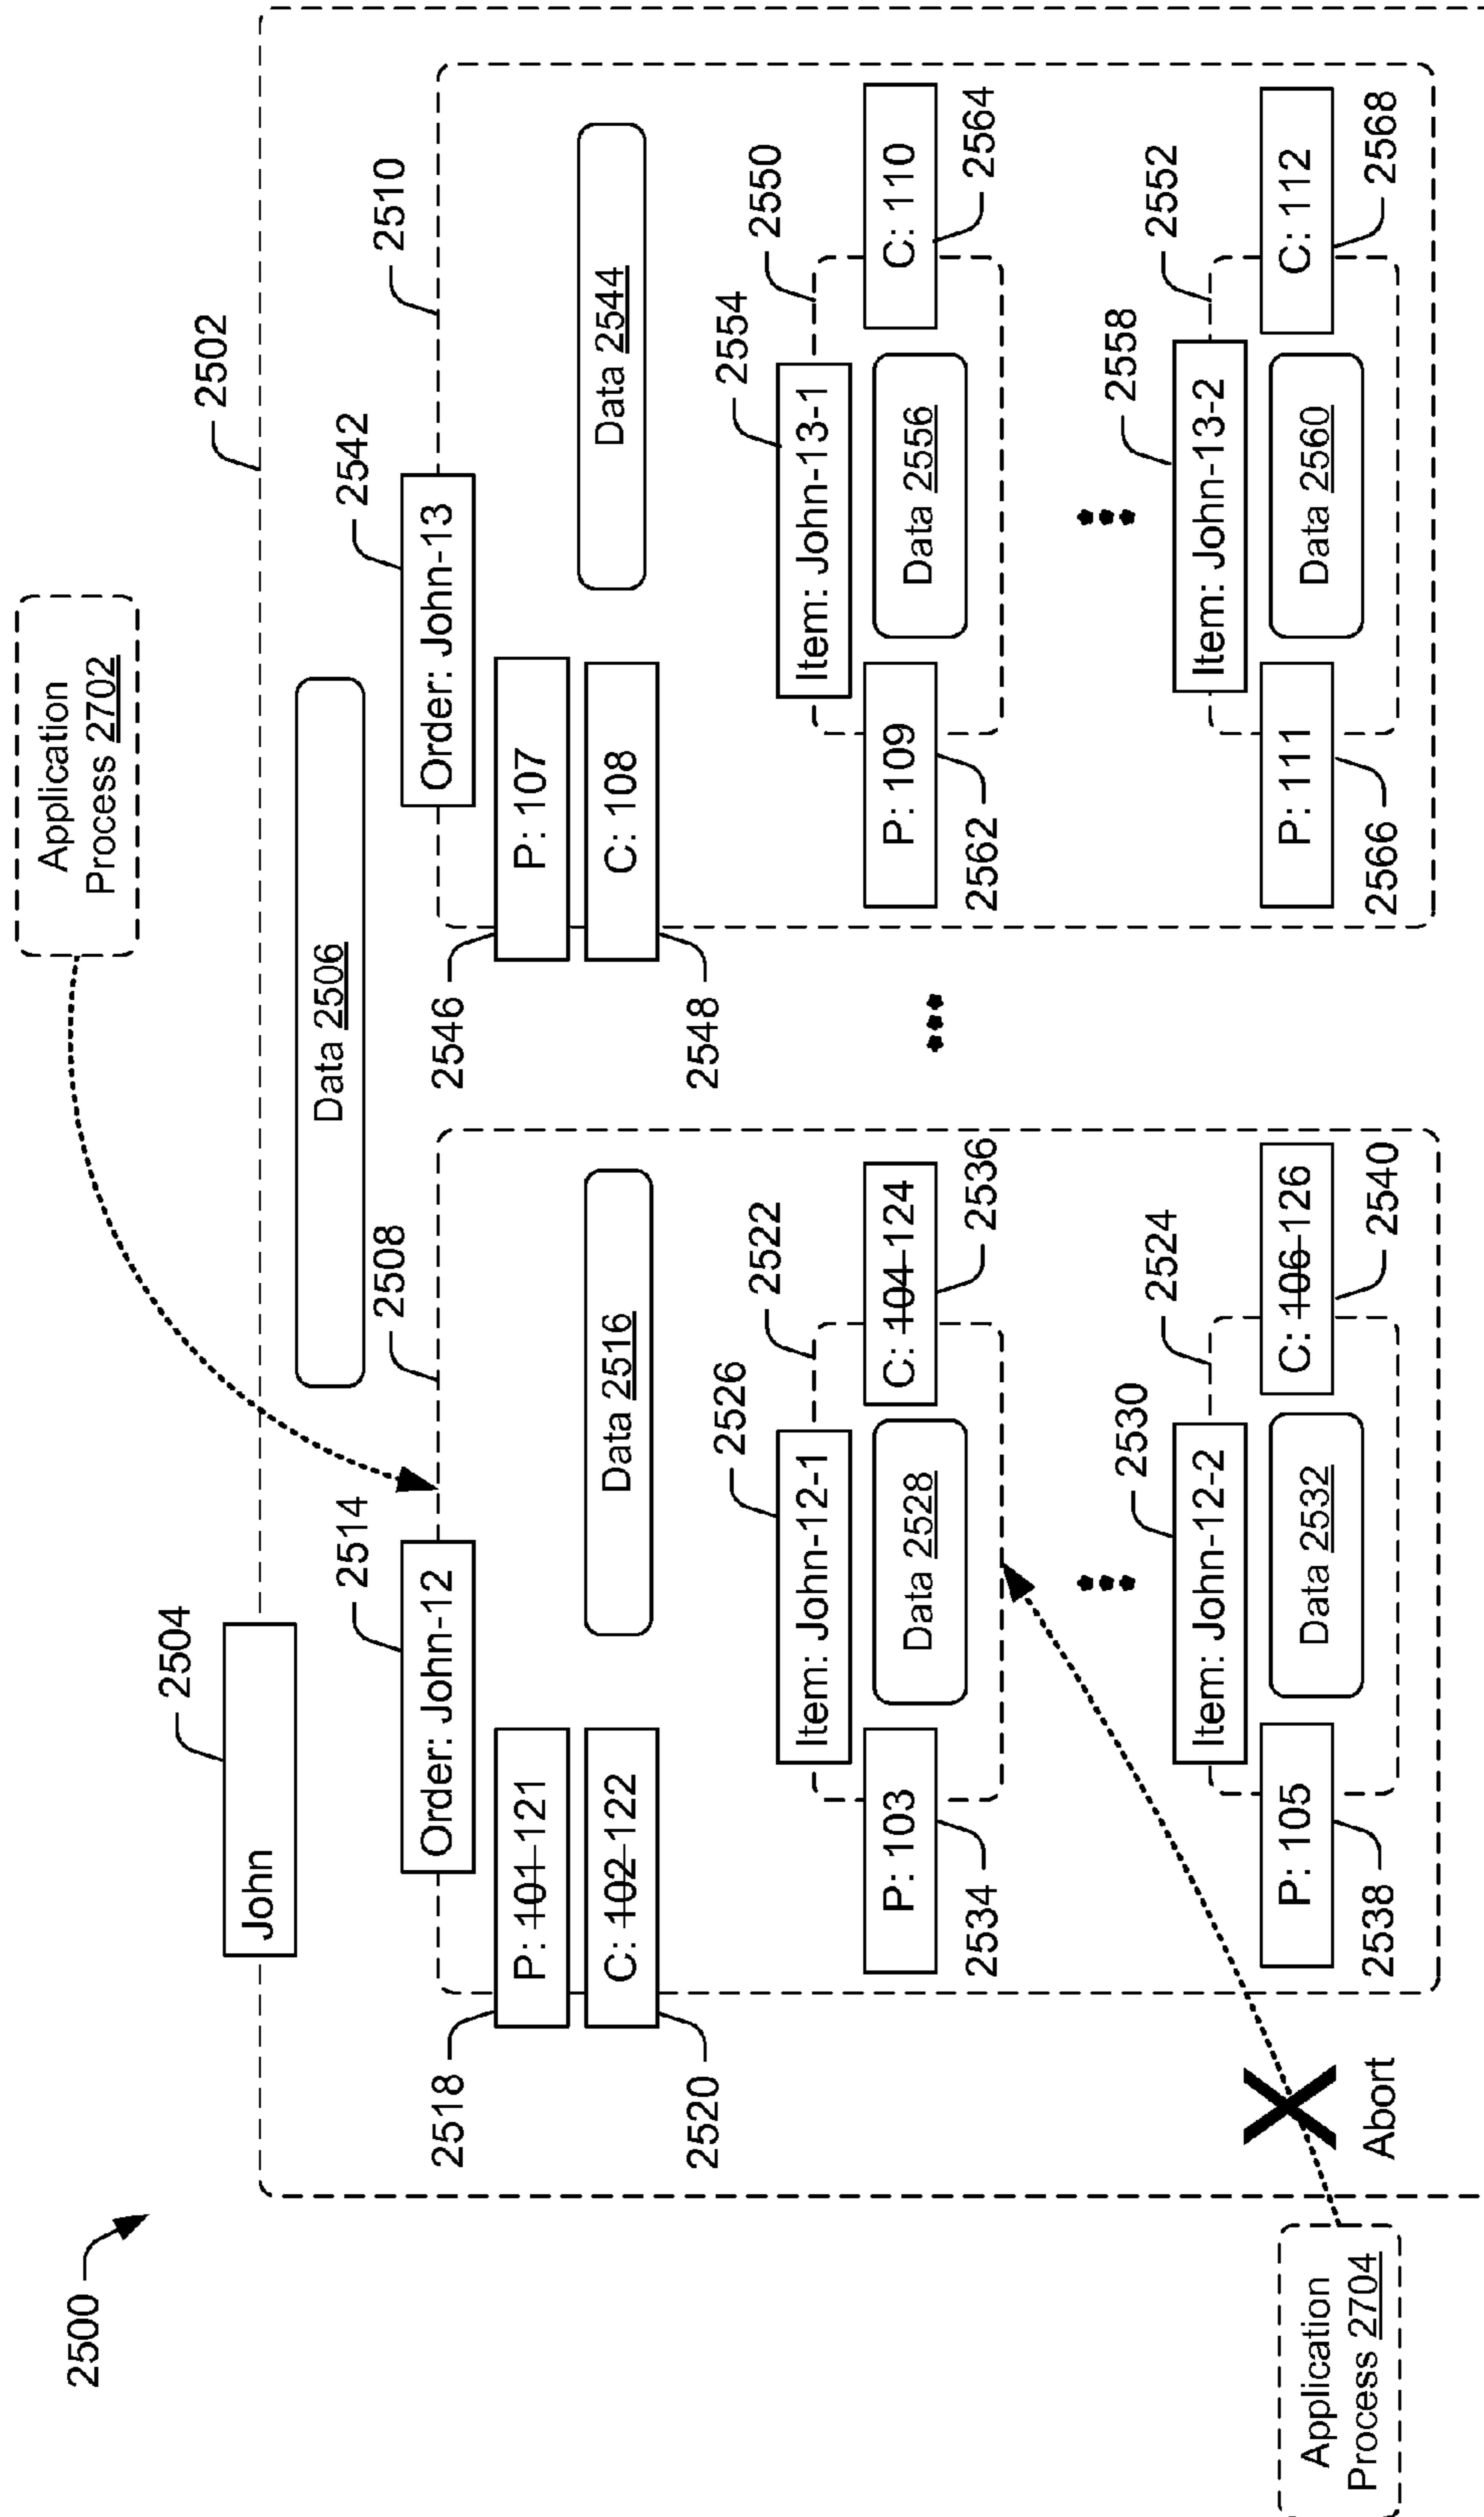 2500
Application
Process 2702
2502
2504
John
Data 2506
2508
2510
2514
Order: John-12
2518
P: 101 121
2520
C: 102 122
Data 2516
2522
2526
Item: John-12-1
P: 103
2534
Data 2528
C: 104 124
2536
2524
2530
Item: John-12-2
P: 105
2538
Data 2532
C: 106 126
2540
2542
Order: John-13
2546
P: 107
2548
C: 108
Data 2544
2550
2554
Item: John-13-1
P: 109
2562
Data 2556
C: 110
2564
2552
2558
Item: John-13-2
P: 111
2566
Data 2560
C: 112
2568
X
Abort
Application
Process 2704